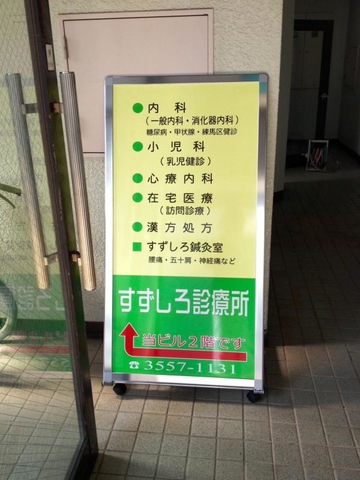 ● 内科
(一般内科・消化器内科)
糖尿病・甲状腺・練馬区健診
● 小児科
(乳児健診)
● 心療内科
● 在宅医療
(訪問診療)
● 漢方処方
■ すずしろ鍼灸室
腰痛・五十肩・神経痛など
すずしろ診療所
当ビル2階です
☎3557-1131